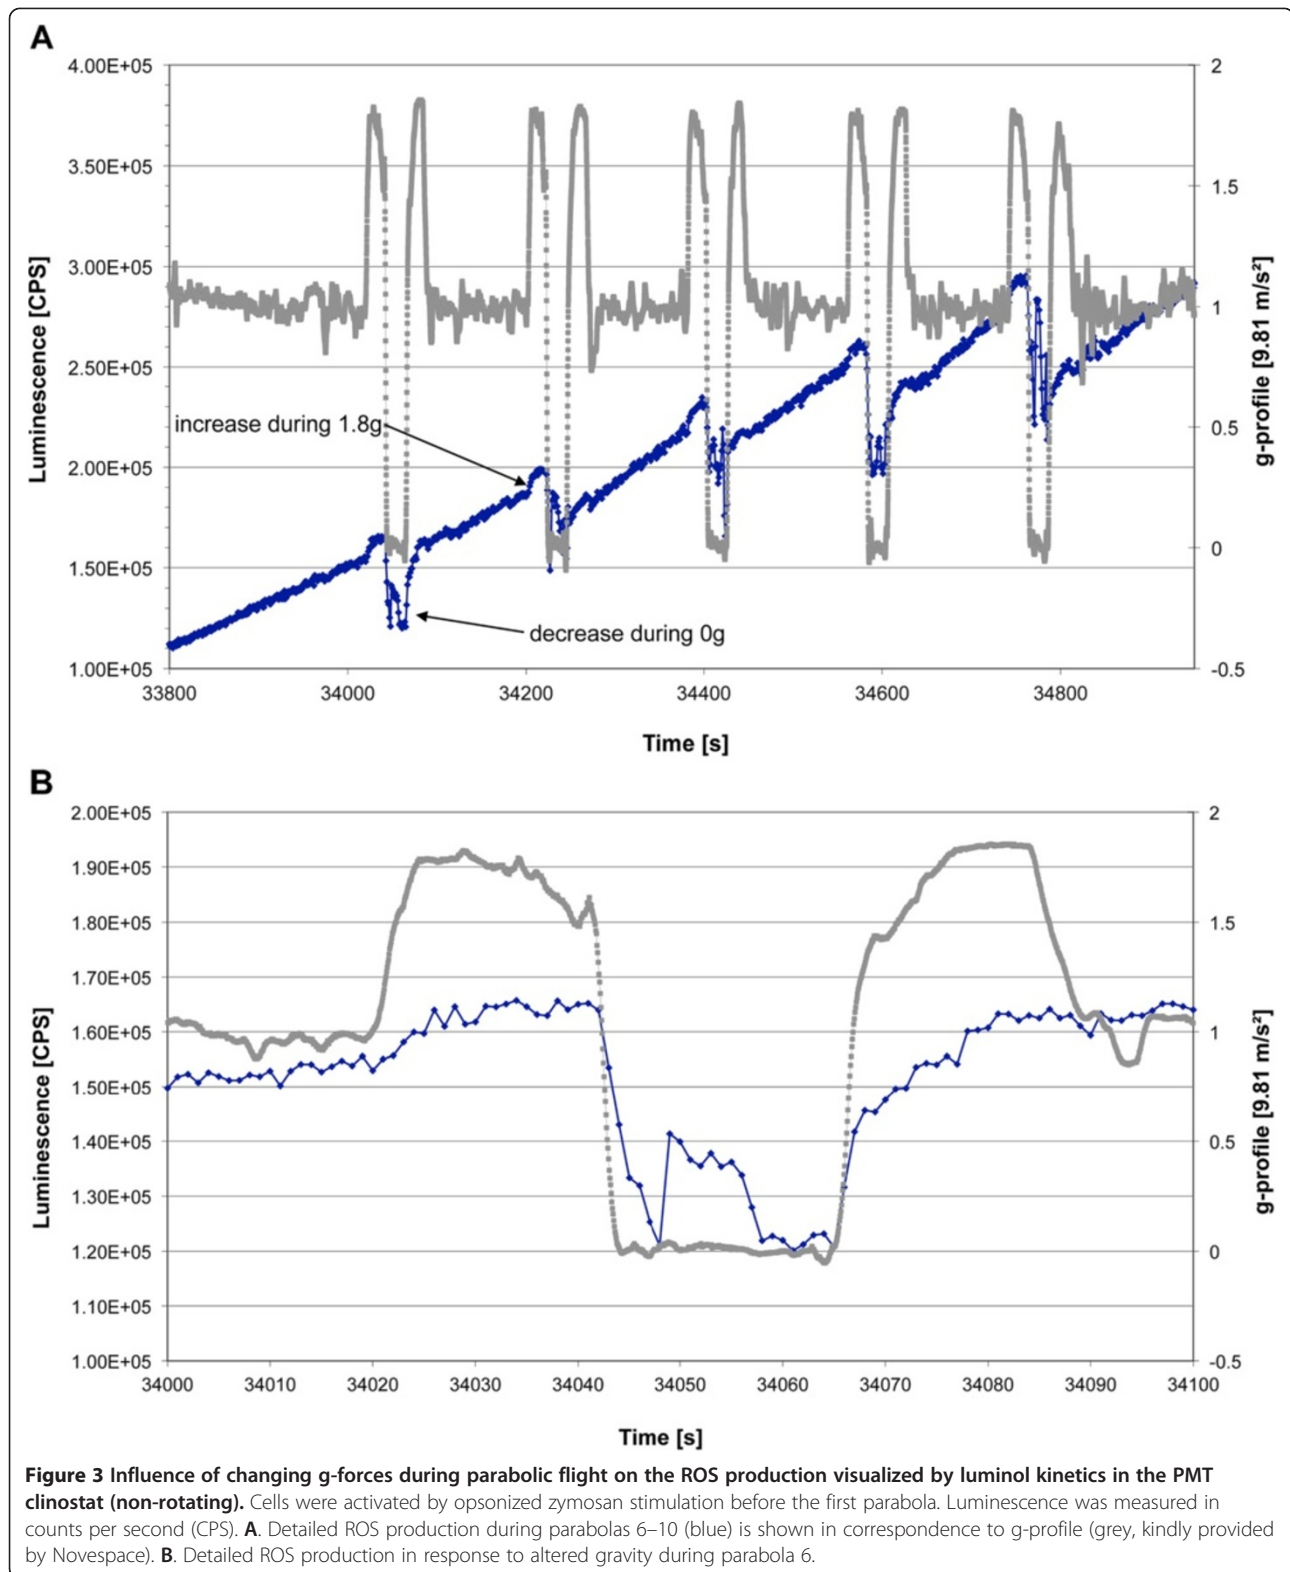 A
4.00E+05
3.50E+05
3.00E+05
2.50E+05
2.00E+05
1.50E+05
1.00E+05
Luminescence [CPS]
2
1.5
1
0.5
0
-0.5
g-profile [9.81 m/s²]
increase during 1.8g
decrease during 0g
33800 34000 34200 34400 34600 34800
Time [s]
B
2.00E+05
1.90E+05
1.80E+05
1.70E+05
1.60E+05
1.50E+05
1.40E+05
1.30E+05
1.20E+05
1.10E+05
1.00E+05
Luminescence [CPS]
2
1.5
1
0.5
0
-0.5
g-profile [9.81 m/s²]
34000 34010 34020 34030 34040 34050 34060 34070 34080 34090 34100
Time [s]
Figure 3 Influence of changing g-forces during parabolic flight on the ROS production visualized by luminol kinetics in the PMT
clinostat (non-rotating). Cells were activated by opsonized zymosan stimulation before the first parabola. Luminescence was measured in
counts per second (CPS). A. Detailed ROS production during parabolas 6–10 (blue) is shown in correspondence to g-profile (grey, kindly provided
by Novespace). B. Detailed ROS production in response to altered gravity during parabola 6.